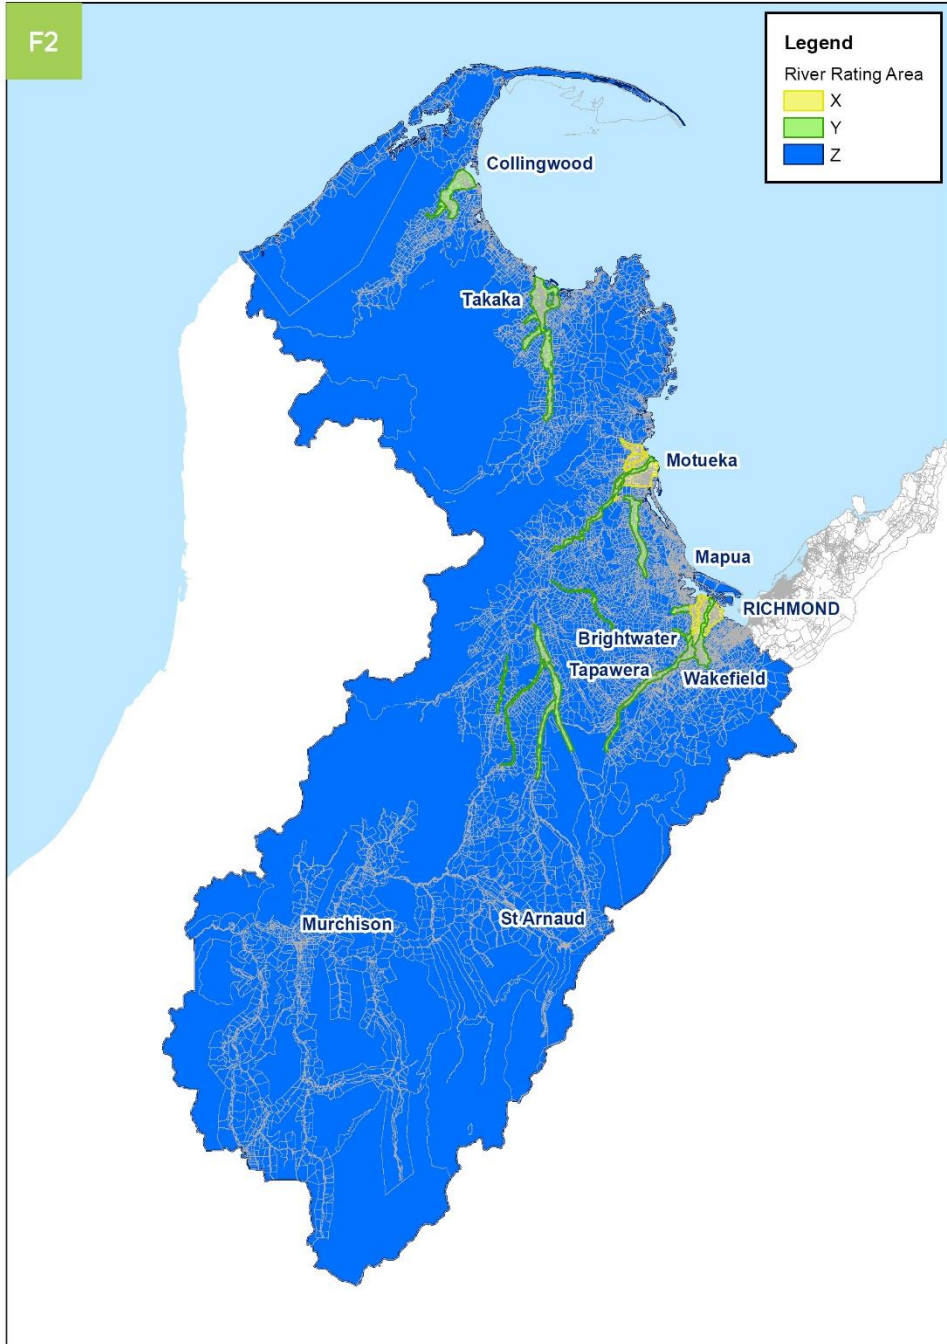 F2
Legend
River Rating Area
X
Y
Z
Collingwood
Takaka
Motueka
Mapua
RICHMOND
Brightwater
Tapawera
Wakefield
Murchison
St Arnaud